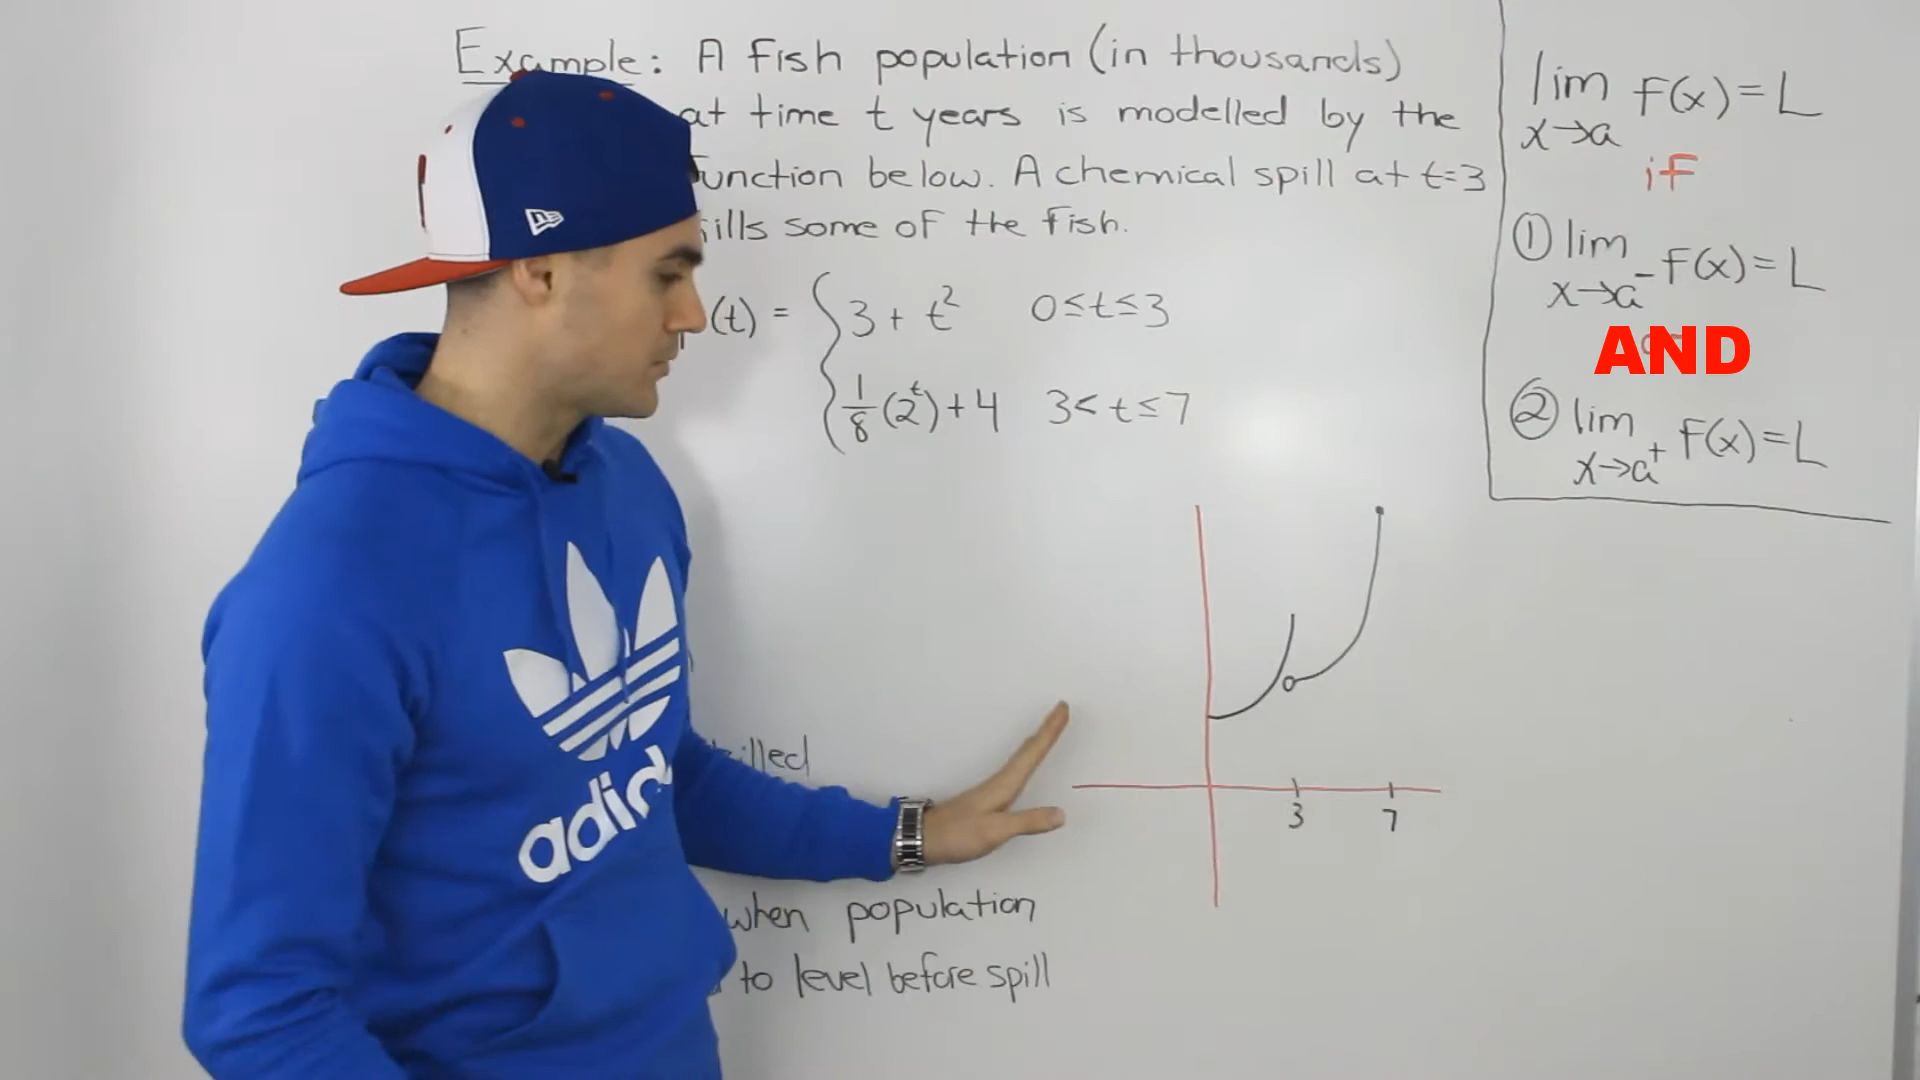 Example: A fish population (in thousands)
at time t years is modelled by the
function below. A chemical spill at t=3
kills some of the fish.
(t) = { 3 + t² 0≤t≤3
1/8 (2^t) + 4 3<t≤7
killed
when population
to level before spill
3 7
lim f(x) = L
x→a
if
① lim f(x) = L
x→a⁻
AND
② lim f(x) = L
x→a⁺
adidas